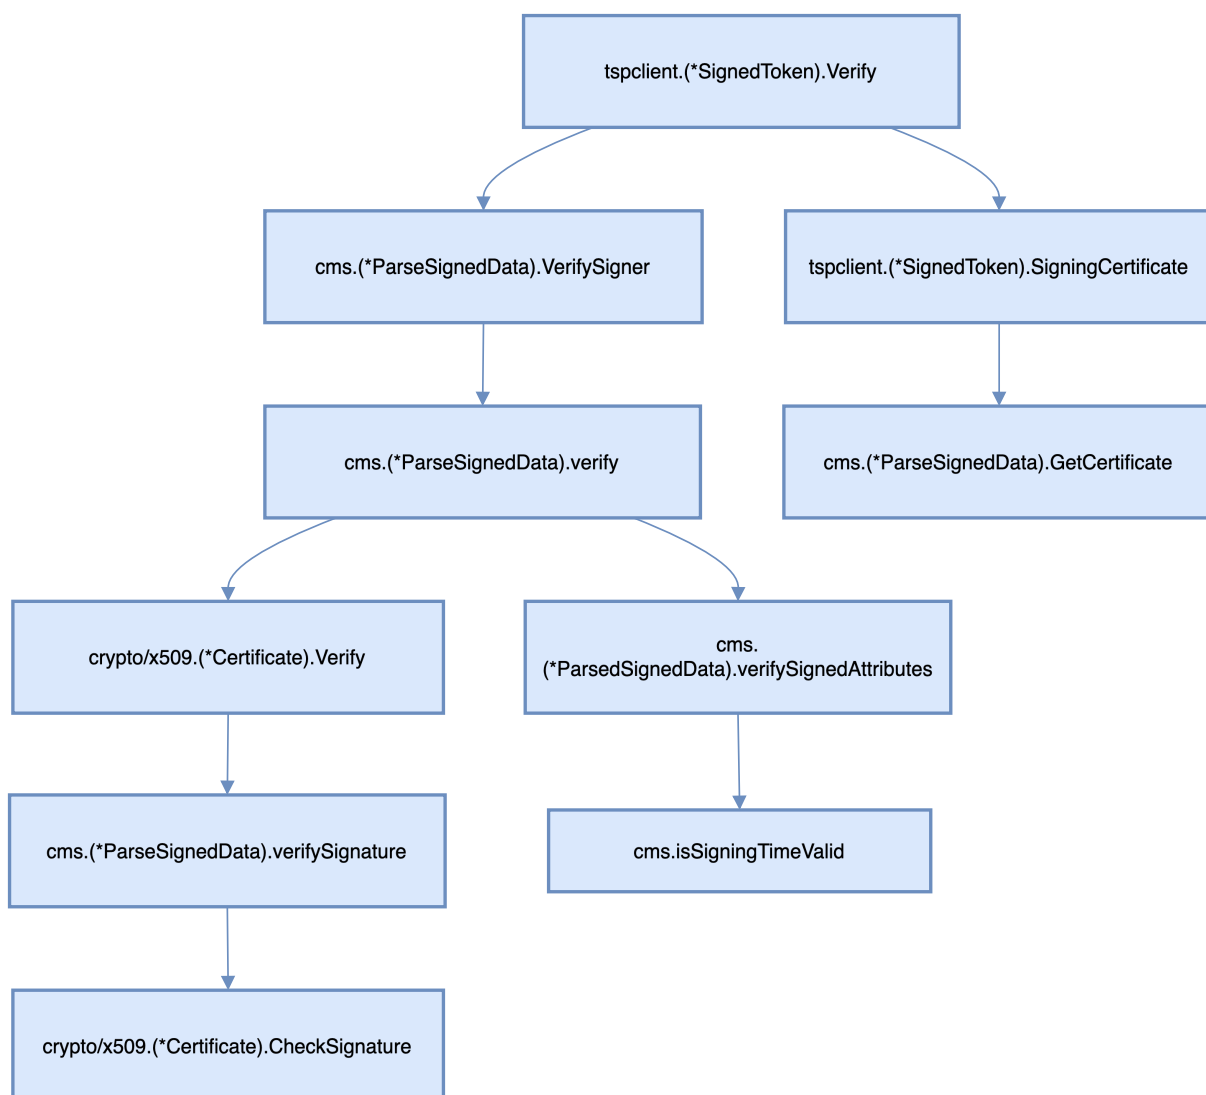 tspclient.(*SignedToken).Verify
cms.(*ParseSignedData).VerifySigner
tspclient.(*SignedToken).SigningCertificate
cms.(*ParseSignedData).verify
cms.(*ParseSignedData).GetCertificate
crypto/x509.(*Certificate).Verify
cms.
(*ParsedSignedData).verifySignedAttributes
cms.(*ParseSignedData).verifySignature
cms.isSigningTimeValid
crypto/x509.(*Certificate).CheckSignature